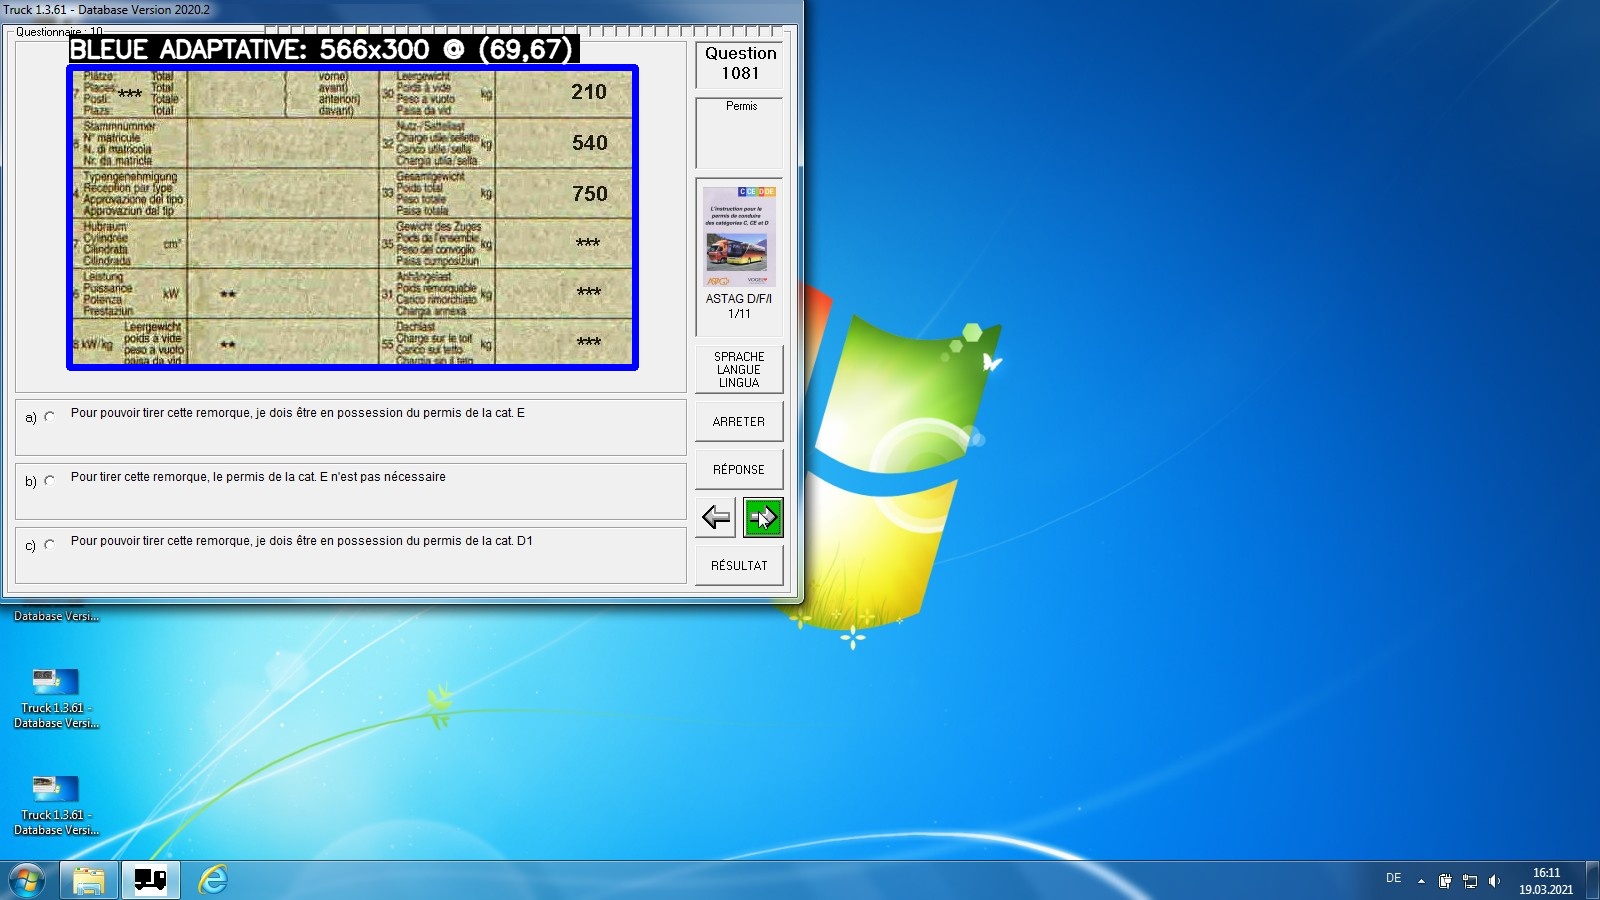 Truck 1.3.61 - Database Version 2020.2
Questionnaire : 10
BLEUE ADAPTATIVE: 566x300 @ (69,67)
Plätze: Total
Places: Total
Posti: Totale
Plazs: Total
***
vorne)
avant)
anteriori)
davant)
30 Leergewicht
Poids à vide
Peso a vuoto
Paisa da vid
kg
210
Stammnummer
N° matricule
N. di matricola
Nr. da matricla
32 Nutz-/Sattellast
Charge utile/sellette
Carico utile/sella
Chargia utila/sella
kg
540
Typengenehmigung
Réception par type
Approvazione del tipo
Approvaziun dal tip
33 Gesamtgewicht
Poids total
Peso totale
Paisa totala
kg
750
Hubraum
Cylindrée
Cilindrata
Cilindrada
cm³
35 Gewicht des Zuges
Poids de l'ensemble
Peso del convoglio
Paisa cumposiziun
kg
***
Leistung
Puissance
Potenza
Prestaziun
kW
**
31 Anhängelast
Poids remorquable
Carico rimorchiato
Chargia annexa
kg
***
kW/kg
Leergewicht
poids à vide
peso a vuoto
paisa da vid
**
55 Dachlast
Charge sur le toit
Carico sul tetto
kg
***
Question
1081
Permis
C CE D DE
L'instruction pour le
permis de conduire
des catégories C, CE et D
ASTAG D/F/I
1/11
SPRACHE
LANGUE
LINGUA
ARRETER
RÉPONSE
RÉSULTAT
a) Pour pouvoir tirer cette remorque, je dois être en possession du permis de la cat. E
b) Pour tirer cette remorque, le permis de la cat. E n'est pas nécessaire
c) Pour pouvoir tirer cette remorque, je dois être en possession du permis de la cat. D1
Database Versi...
Truck 1.3.61 -
Database Versi...
Truck 1.3.61 -
Database Versi...
DE
16:11
19.03.2021